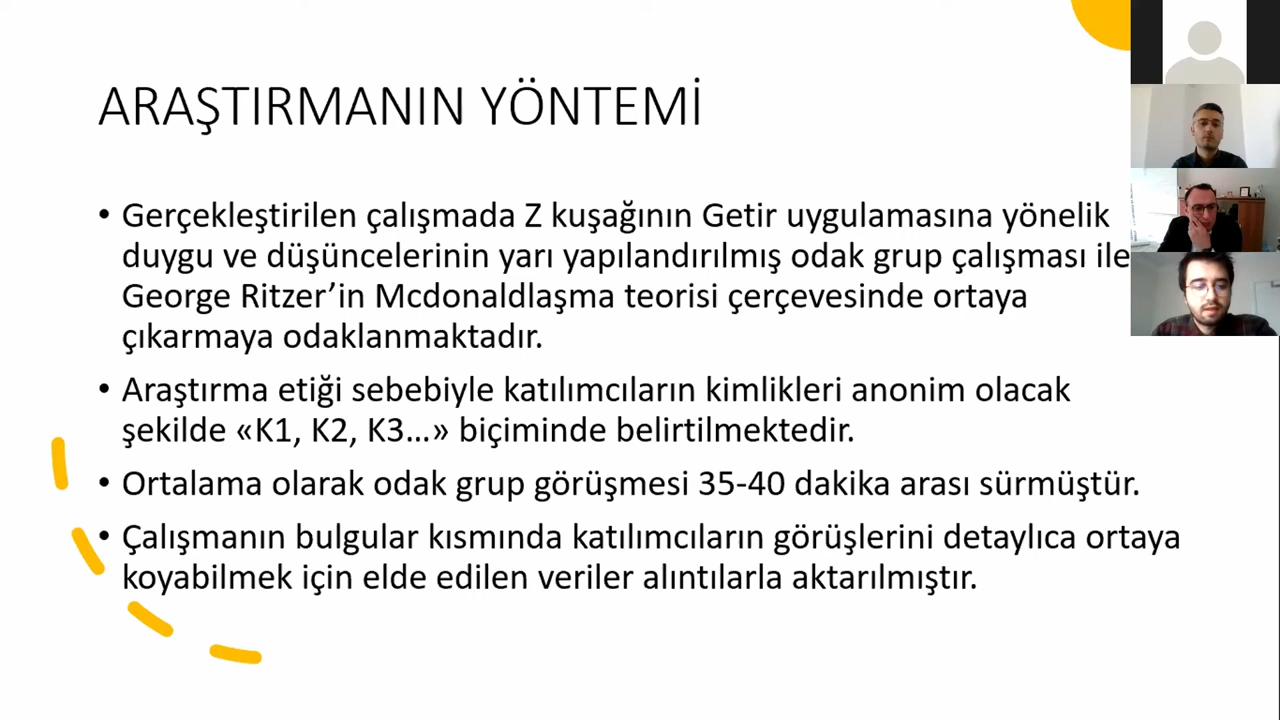 ARAŞTIRMANIN YÖNTEMİ
• Gerçekleştirilen çalışmada Z kuşağının Getir uygulamasına yönelik
duygu ve düşüncelerinin yarı yapılandırılmış odak grup çalışması ile
George Ritzer’in Mcdonaldlaşma teorisi çerçevesinde ortaya
çıkarmaya odaklanmaktadır.
• Araştırma etiği sebebiyle katılımcıların kimlikleri anonim olacak
şekilde «K1, K2, K3…» biçiminde belirtilmektedir.
• Ortalama olarak odak grup görüşmesi 35-40 dakika arası sürmüştür.
• Çalışmanın bulgular kısmında katılımcıların görüşlerini detaylıca ortaya
koyabilmek için elde edilen veriler alıntılarla aktarılmıştır.